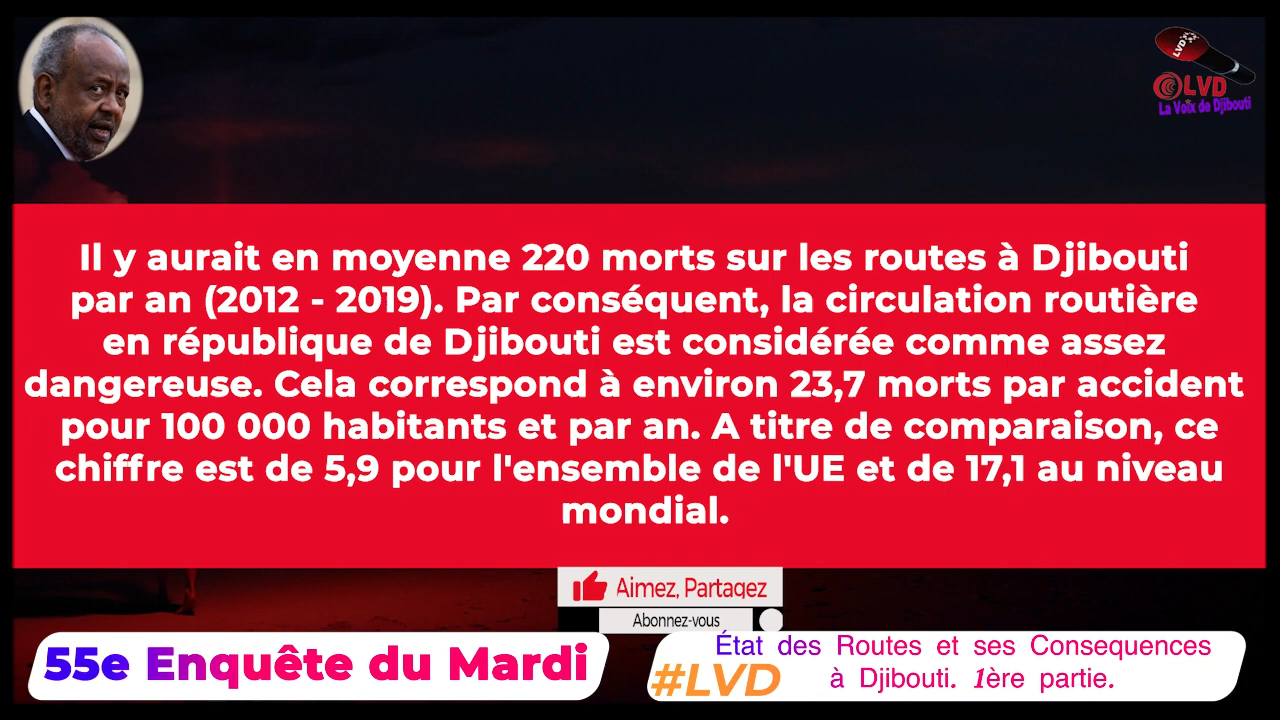 LVD
LVD
La Voix de Djibouti
Il y aurait en moyenne 220 morts sur les routes à Djibouti
par an (2012 - 2019). Par conséquent, la circulation routière
en république de Djibouti est considérée comme assez
dangereuse. Cela correspond à environ 23,7 morts par accident
pour 100 000 habitants et par an. A titre de comparaison, ce
chiffre est de 5,9 pour l'ensemble de l'UE et de 17,1 au niveau
mondial.
Aimez, Partagez
Abonnez-vous
55e Enquête du Mardi
#LVD
État des Routes et ses Consequences
à Djibouti. 1ère partie.